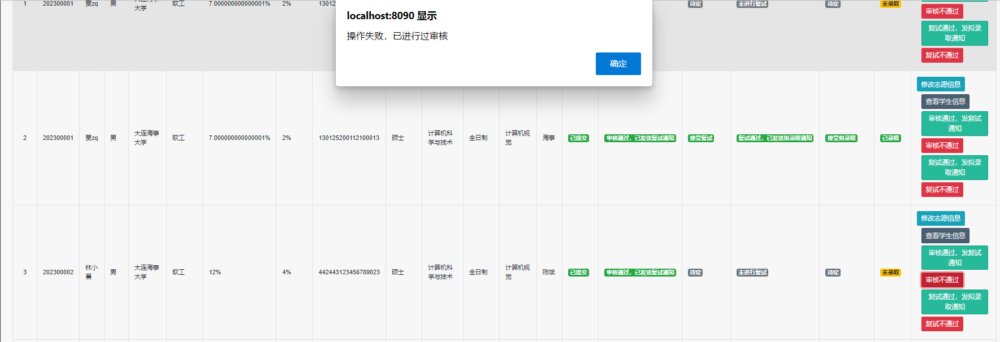 localhost:8090 显示
操作失败，已进行过审核
确定
1
202300001
贾zq
男
大学
软工
7.000000000000001%
2%
13012
待定
未进行复试
待定
未录取
审核不通过
复试通过，发拟录
取通知
复试不通过
2
202300001
贾zq
男
大连海事
大学
软工
7.000000000000001%
2%
130125200112100013
硕士
计算机科
学与技术
全日制
计算机视
觉
海事
已提交
审核通过，已发送复试通知
接受复试
复试通过，已发送拟录取通知
接受拟录取
已录取
修改志愿信息
查看学生信息
审核通过，发复试
通知
审核不通过
复试通过，发拟录
取通知
复试不通过
3
202300002
林小
晨
男
大连海事
大学
软工
12%
4%
442443123456789023
硕士
计算机科
学与技术
全日制
计算机视
觉
陈斌
已提交
审核通过，已发送复试通知
待定
未进行复试
待定
未录取
修改志愿信息
查看学生信息
审核通过，发复试
通知
审核不通过
复试通过，发拟录
取通知
复试不通过